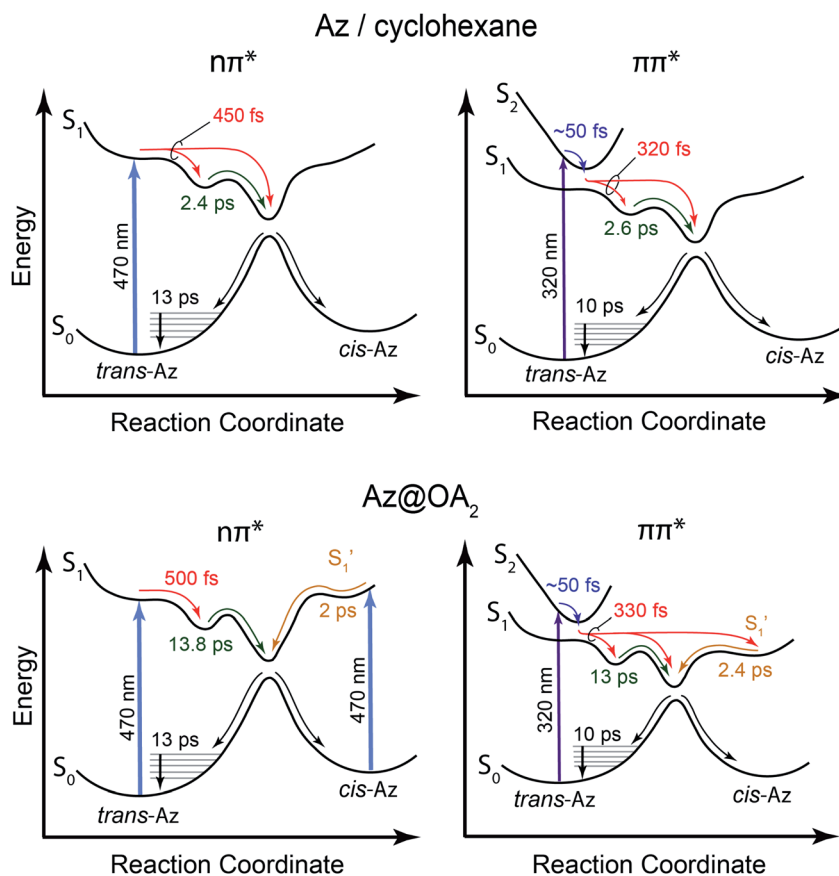 Az / cyclohexane
nπ*
S1
450 fs
2.4 ps
470 nm
13 ps
S0
trans-Az
cis-Az
Energy
Reaction Coordinate
ππ*
S2
~50 fs
S1
320 fs
2.6 ps
320 nm
10 ps
S0
trans-Az
cis-Az
Reaction Coordinate
Az@OA2
nπ*
S1
500 fs
S1'
2 ps
13.8 ps
470 nm
470 nm
13 ps
S0
trans-Az
cis-Az
Energy
Reaction Coordinate
ππ*
S2
~50 fs
330 fs
S1
S1'
13 ps
2.4 ps
320 nm
10 ps
S0
trans-Az
cis-Az
Reaction Coordinate